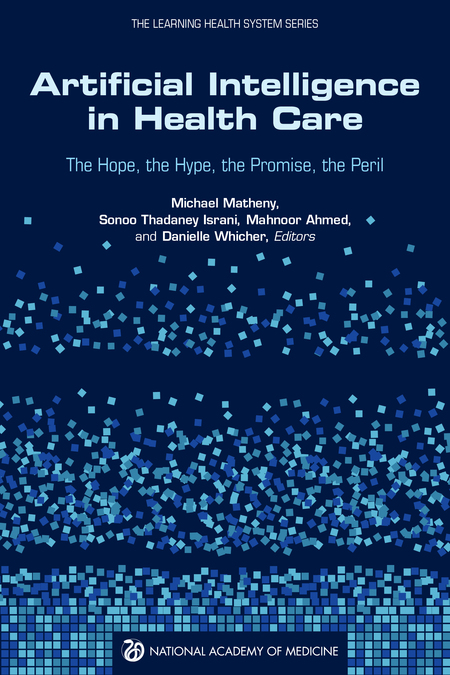 THE LEARNING HEALTH SYSTEM SERIES
Artificial Intelligence
in Health Care
The Hope, the Hype, the Promise, the Peril
Michael Matheny,
Sonoo Thadaney Israni, Mahnoor Ahmed,
and Danielle Whicher, Editors
NATIONAL ACADEMY OF MEDICINE